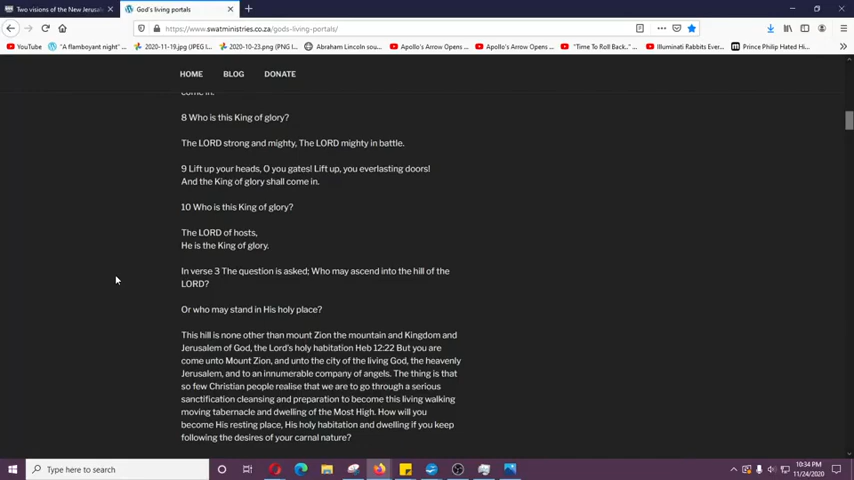 Two visions of the New Jerusal
God's living portals
https://www.swatministries.co.za/gods-living-portals/
YouTube
"A flamboyant night" (
2020-11-19.jpg (JPEG I...
2020-10-23.png (PNG I...
Abraham Lincoln sou...
Apollo's Arrow Opens ...
Apollo's Arrow Opens ...
"Time To Roll Back..."
Illuminati Rabbits Ever...
Prince Philip Hated Hi...
HOME
BLOG
DONATE
come in.
8 Who is this King of glory?
The LORD strong and mighty, The LORD mighty in battle.
9 Lift up your heads, O you gates! Lift up, you everlasting doors!
And the King of glory shall come in.
10 Who is this King of glory?
The LORD of hosts,
He is the King of glory.
In verse 3 The question is asked; Who may ascend into the hill of the
LORD?
Or who may stand in His holy place?
This hill is none other than mount Zion the mountain and Kingdom and
Jerusalem of God, the Lord's holy habitation Heb 12:22 But you are
come unto Mount Zion, and unto the city of the living God, the heavenly
Jerusalem, and to an innumerable company of angels. The thing is that
so few Christian people realise that we are to go through a serious
sanctification cleansing and preparation to become this living walking
moving tabernacle and dwelling of the Most High. How will you
become His resting place, His holy habitation and dwelling if you keep
following the desires of your carnal nature?
Type here to search
10:34 PM
11/24/2020